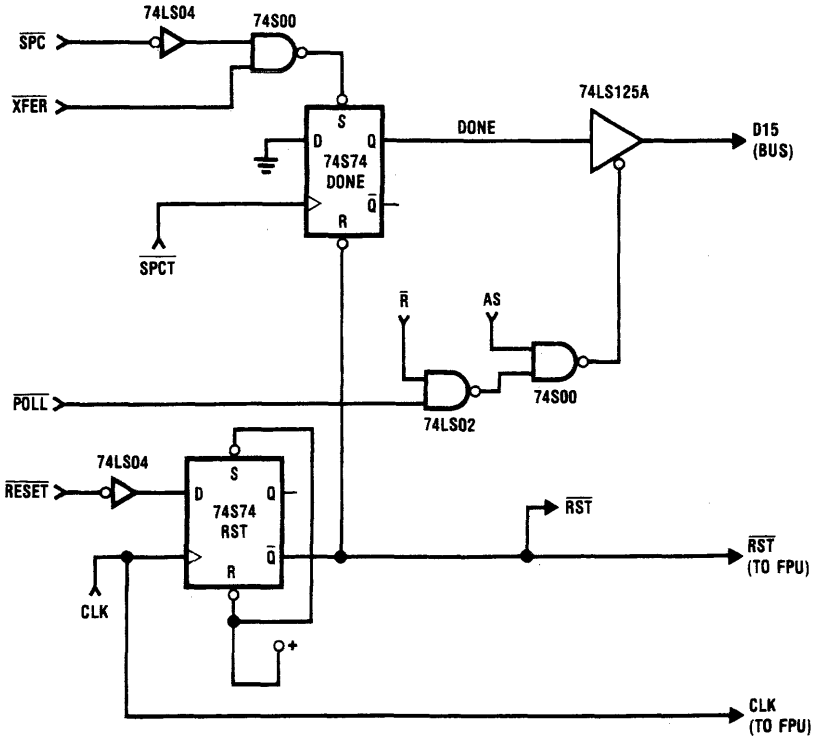 74LS04
74S00
SPC
XFER
74LS125A
S
D
Q
DONE
D15
(BUS)
74S74
DONE
Q
R
SPCT
R
AS
POLL
74LS02
74S00
74LS04
S
RESET
D
Q
RST
74S74
RST
Q
RST
(TO FPU)
R
CLK
+
CLK
(TO FPU)